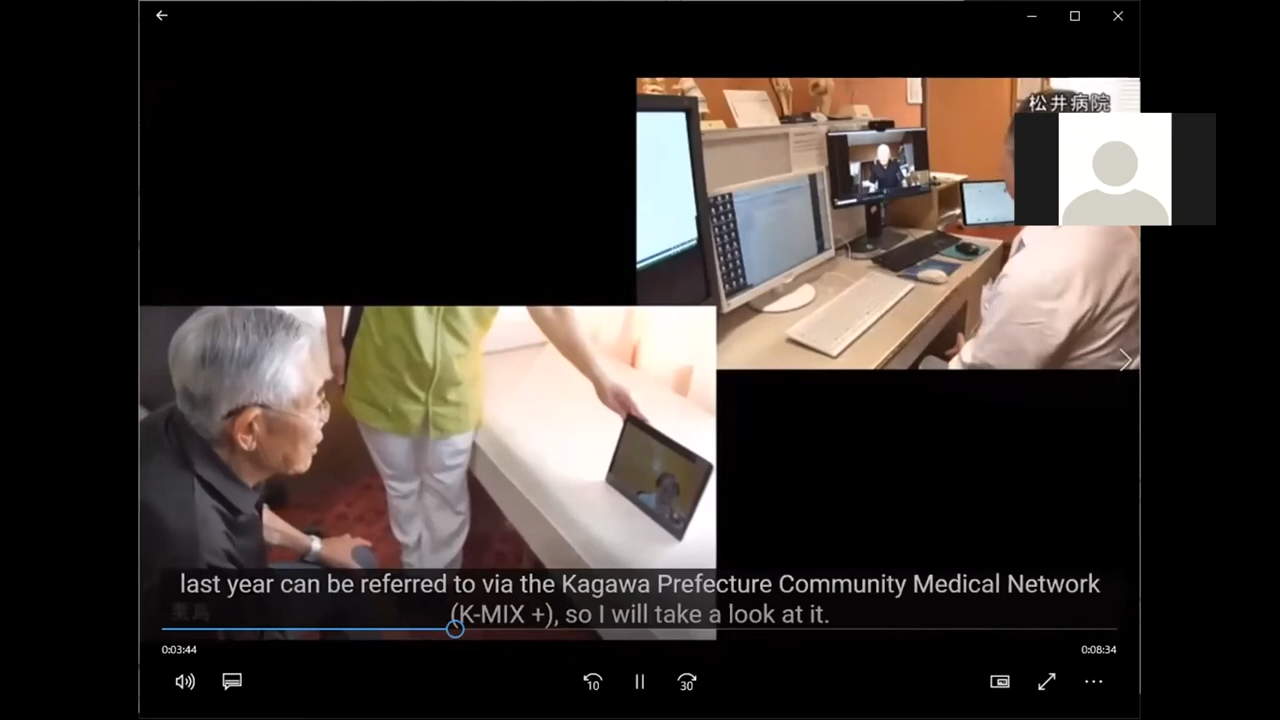 松井病院
last year can be referred to via the Kagawa Prefecture Community Medical Network
(K-MIX +), so I will take a look at it.
0:03:44
0:08:34
10
30